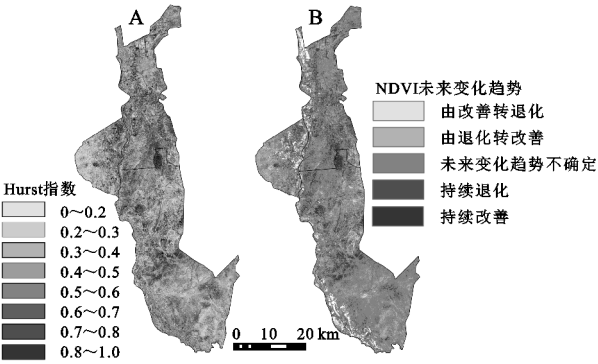 A
B
Hurst指数
0～0.2
0.2～0.3
0.3～0.4
0.4～0.5
0.5～0.6
0.6～0.7
0.7～0.8
0.8～1.0
NDVI未来变化趋势
由改善转退化
由退化转改善
未来变化趋势不确定
持续退化
持续改善
0 10 20 km